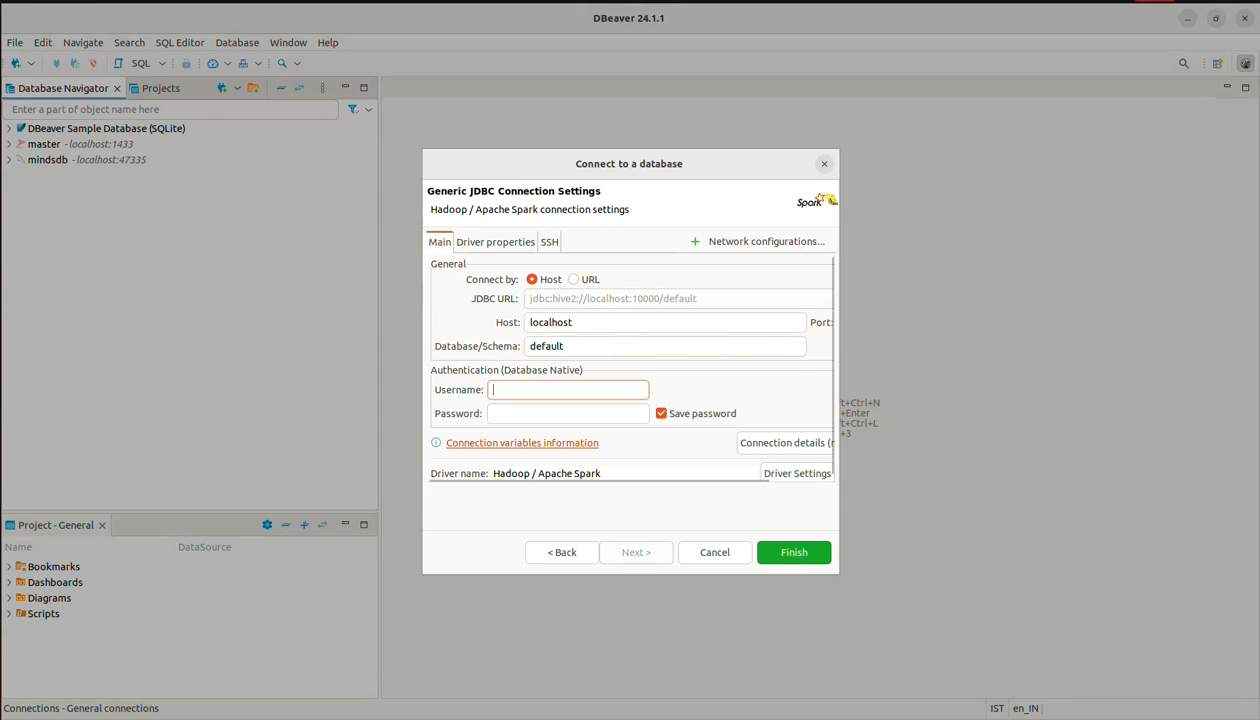 DBeaver 24.1.1
File Edit Navigate Search SQL Editor Database Window Help
SQL
Database Navigator Projects
Enter a part of object name here
DBeaver Sample Database (SQLite)
master - localhost:1433
mindsdb - localhost:47335
Connect to a database
Generic JDBC Connection Settings
Hadoop / Apache Spark connection settings
Spark
Main Driver properties SSH Network configurations...
General
Connect by: Host URL
JDBC URL: jdbc:hive2://localhost:10000/default
Host: localhost Port:
Database/Schema: default
Authentication (Database Native)
Username:
Password: Save password
Connection variables information Connection details (
Driver name: Hadoop / Apache Spark Driver Settings
< Back Next > Cancel Finish
t+Ctrl+N
+Enter
t+Ctrl+L
+3
Project - General
Name DataSource
Bookmarks
Dashboards
Diagrams
Scripts
Connections - General connections IST en_IN